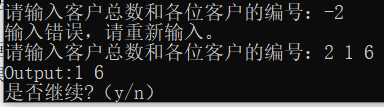 请输入客户总数和各位客户的编号：-2
输入错误，请重新输入。
请输入客户总数和各位客户的编号：2 1 6
Output:1 6
是否继续?（y/n）